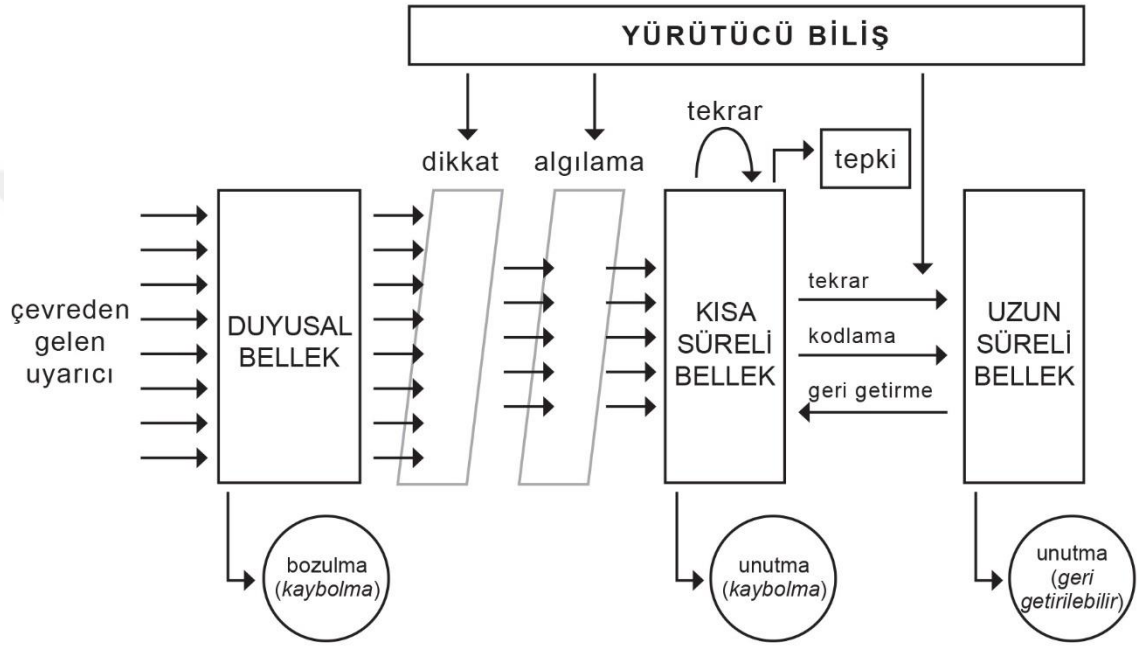 YÜRÜTÜCÜ BİLİŞ
tekrar
tepki
dikkat
algılama
çevreden
gelen
uyarıcı
DUYUSAL
BELLEK
KISA
SÜRELİ
BELLEK
tekrar
kodlama
geri getirme
UZUN
SÜRELİ
BELLEK
bozulma
(kaybolma)
unutma
(kaybolma)
unutma
(geri
getirilebilir)